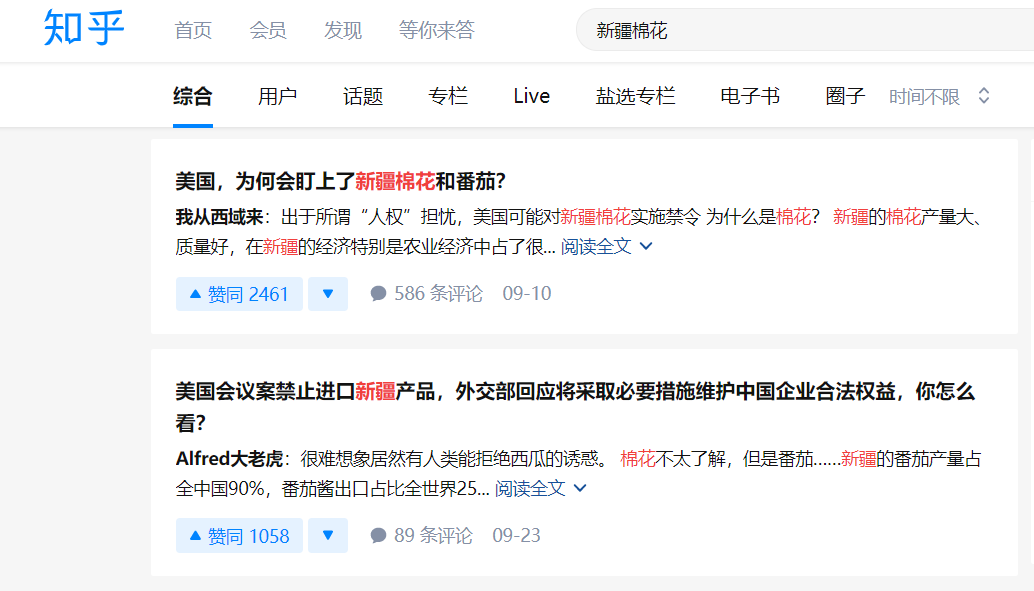 知乎 首页 会员 发现 等你来答 新疆棉花
综合 用户 话题 专栏 Live 盐选专栏 电子书 圈子 时间不限
美国，为何会盯上了新疆棉花和番茄？
我从西域来：出于所谓“人权”担忧，美国可能对新疆棉花实施禁令 为什么是棉花？ 新疆的棉花产量大、
质量好，在新疆的经济特别是农业经济中占了很... 阅读全文
赞同 2461 586 条评论 09-10
美国会议案禁止进口新疆产品，外交部回应将采取必要措施维护中国企业合法权益，你怎么
看？
Alfred大老虎：很难想象居然有人类能拒绝西瓜的诱惑。 棉花不太了解，但是番茄……新疆的番茄产量占
全中国90%，番茄酱出口占比全世界25... 阅读全文
赞同 1058 89 条评论 09-23